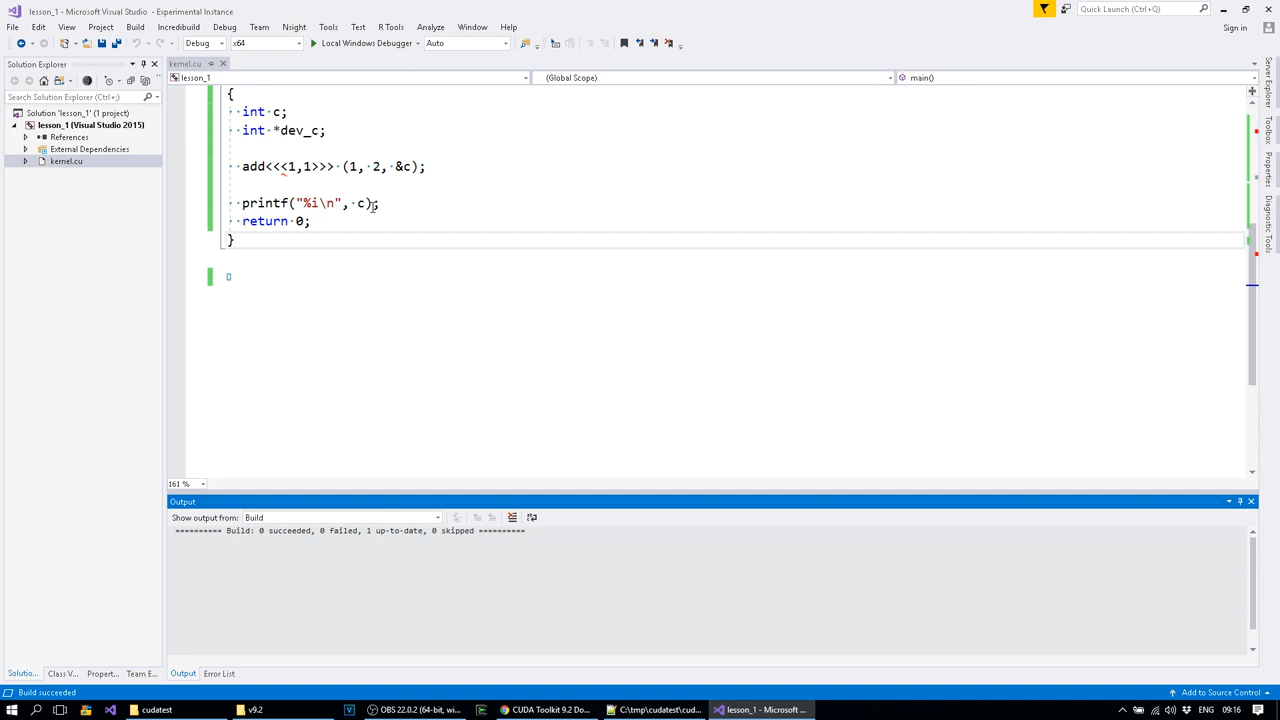 lesson_1 - Microsoft Visual Studio - Experimental Instance
Quick Launch (Ctrl+Q)
File Edit View Project Build Incredibuild Debug Team Nsight Tools Test R Tools Analyze Window Help
Sign in
Debug x64 Local Windows Debugger Auto
Solution Explorer
kernel.cu
lesson_1 (Global Scope) main()
Search Solution Explorer (Ctrl+;)
Solution 'lesson_1' (1 project)
lesson_1 (Visual Studio 2015)
References
External Dependencies
kernel.cu
{
int c;
int *dev_c;
add<<<1,1>>> (1, 2, &c);
printf("%i\n", c);
return 0;
}
Server Explorer
Toolbox
Properties
Diagnostic Tools
161 %
Output
Show output from: Build
========== Build: 0 succeeded, 0 failed, 1 up-to-date, 0 skipped ==========
Solutio... Class V... Propert... Team E...
Output Error List
Build succeeded
Add to Source Control
cudatest
v9.2
OBS 22.0.2 (64-bit, wi...
CUDA Toolkit 9.2 Do...
C:\tmp\cudatest\cud...
lesson_1 - Microsoft ...
ENG 09:16